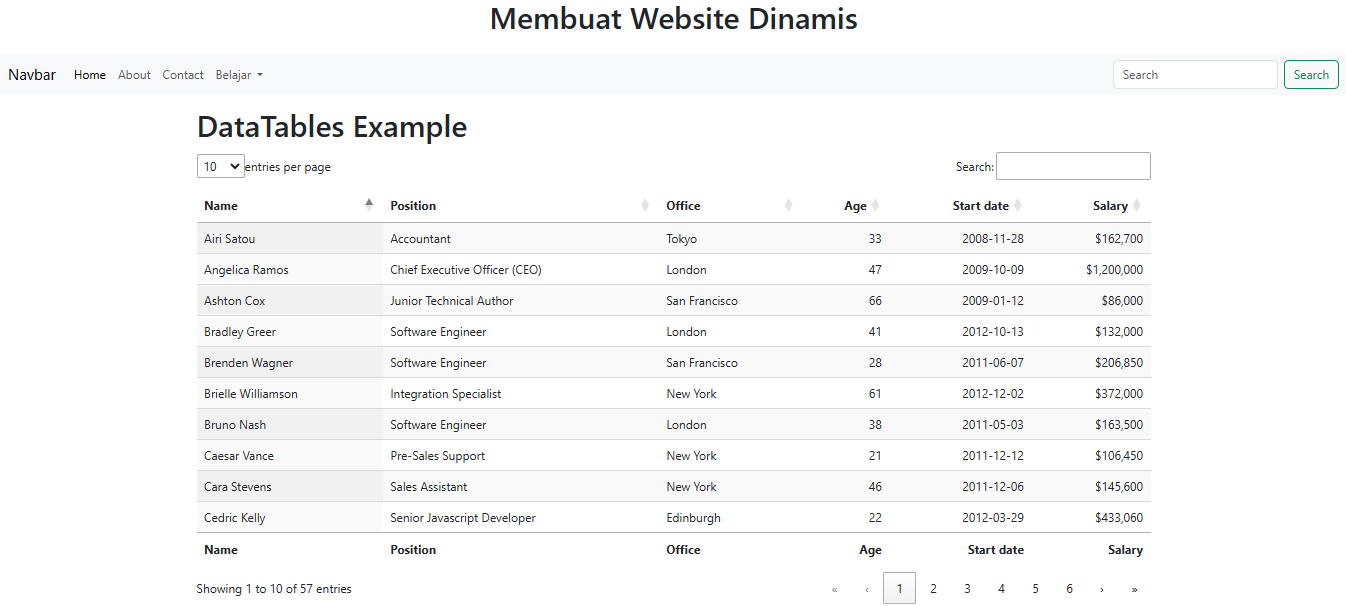 Membuat Website Dinamis
Navbar Home About Contact Belajar Search Search
DataTables Example
10 entries per page Search:
Name Position Office Age Start date Salary
Airi Satou Accountant Tokyo 33 2008-11-28 $162,700
Angelica Ramos Chief Executive Officer (CEO) London 47 2009-10-09 $1,200,000
Ashton Cox Junior Technical Author San Francisco 66 2009-01-12 $86,000
Bradley Greer Software Engineer London 41 2012-10-13 $132,000
Brenden Wagner Software Engineer San Francisco 28 2011-06-07 $206,850
Brielle Williamson Integration Specialist New York 61 2012-12-02 $372,000
Bruno Nash Software Engineer London 38 2011-05-03 $163,500
Caesar Vance Pre-Sales Support New York 21 2011-12-12 $106,450
Cara Stevens Sales Assistant New York 46 2011-12-06 $145,600
Cedric Kelly Senior Javascript Developer Edinburgh 22 2012-03-29 $433,060
Name Position Office Age Start date Salary
Showing 1 to 10 of 57 entries « ‹ 1 2 3 4 5 6 › »